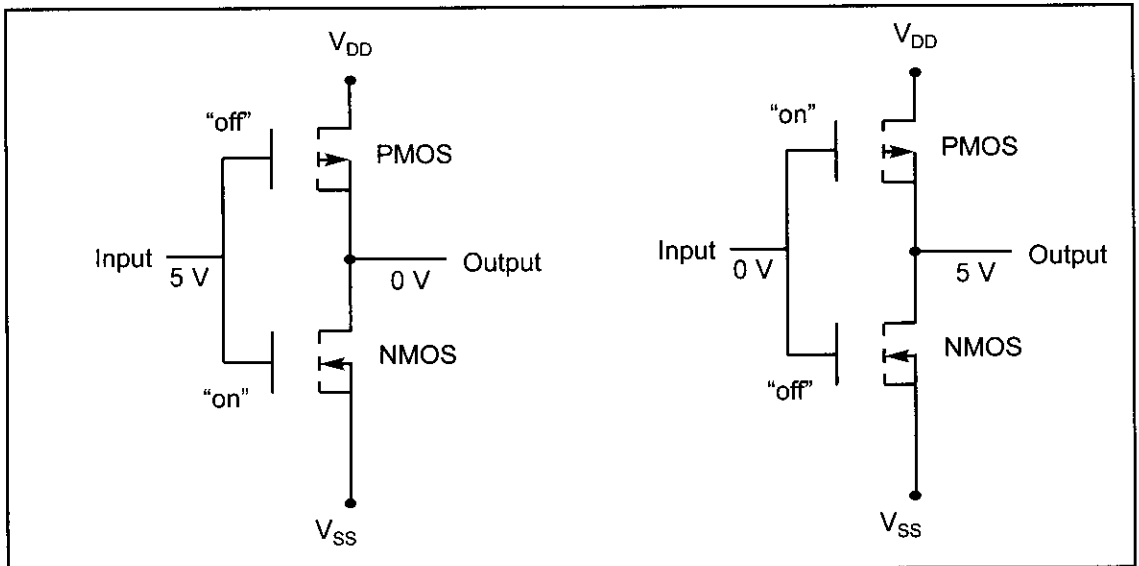 V_DD
“off”
PMOS
Input
5 V
0 V
Output
NMOS
“on”
V_SS
V_DD
“on”
PMOS
Input
0 V
5 V
Output
NMOS
“off”
V_SS